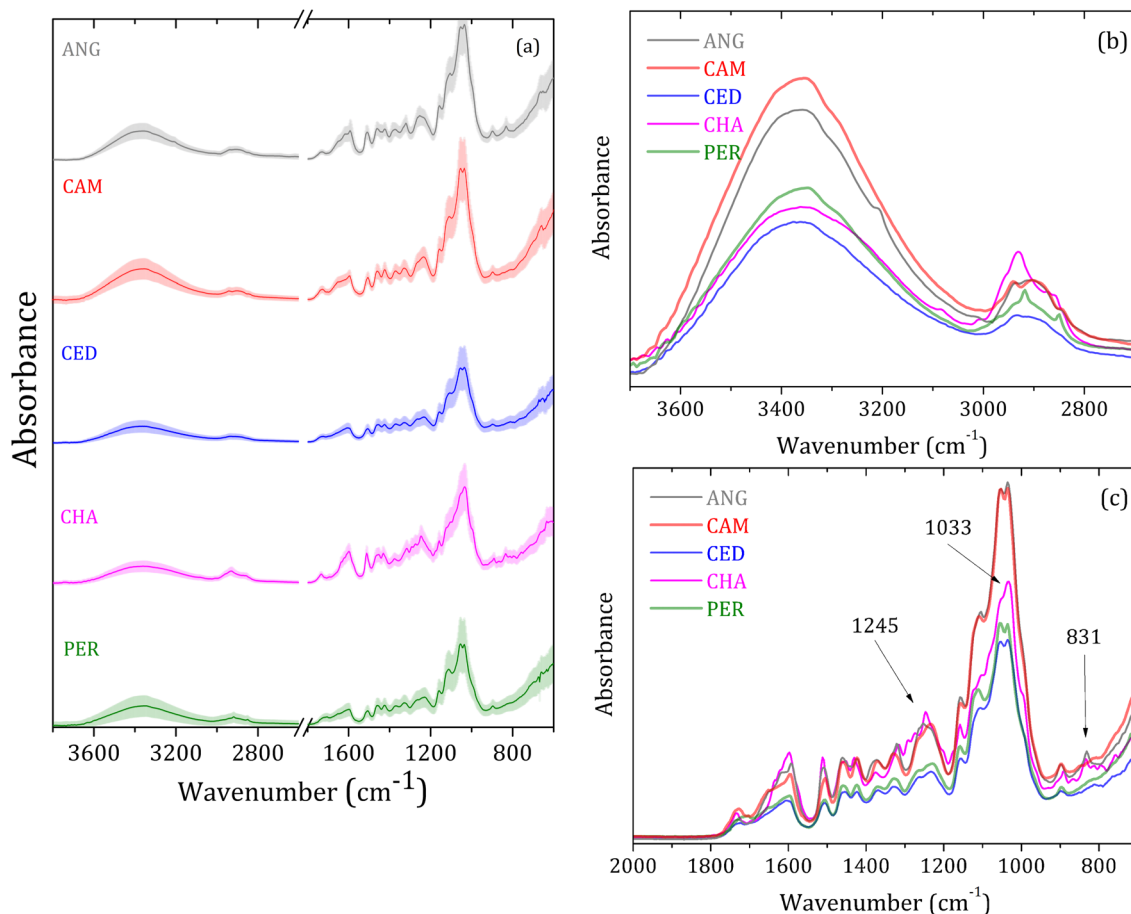 (a)
ANG
CAM
CED
CHA
PER
Absorbance
3600 3200 2800 1600 1200 800
Wavenumber (cm⁻¹)
(b)
ANG
CAM
CED
CHA
PER
Absorbance
3600 3400 3200 3000 2800
Wavenumber (cm⁻¹)
(c)
ANG
CAM
CED
CHA
PER
1033
1245
831
Absorbance
2000 1800 1600 1400 1200 1000 800
Wavenumber (cm⁻¹)